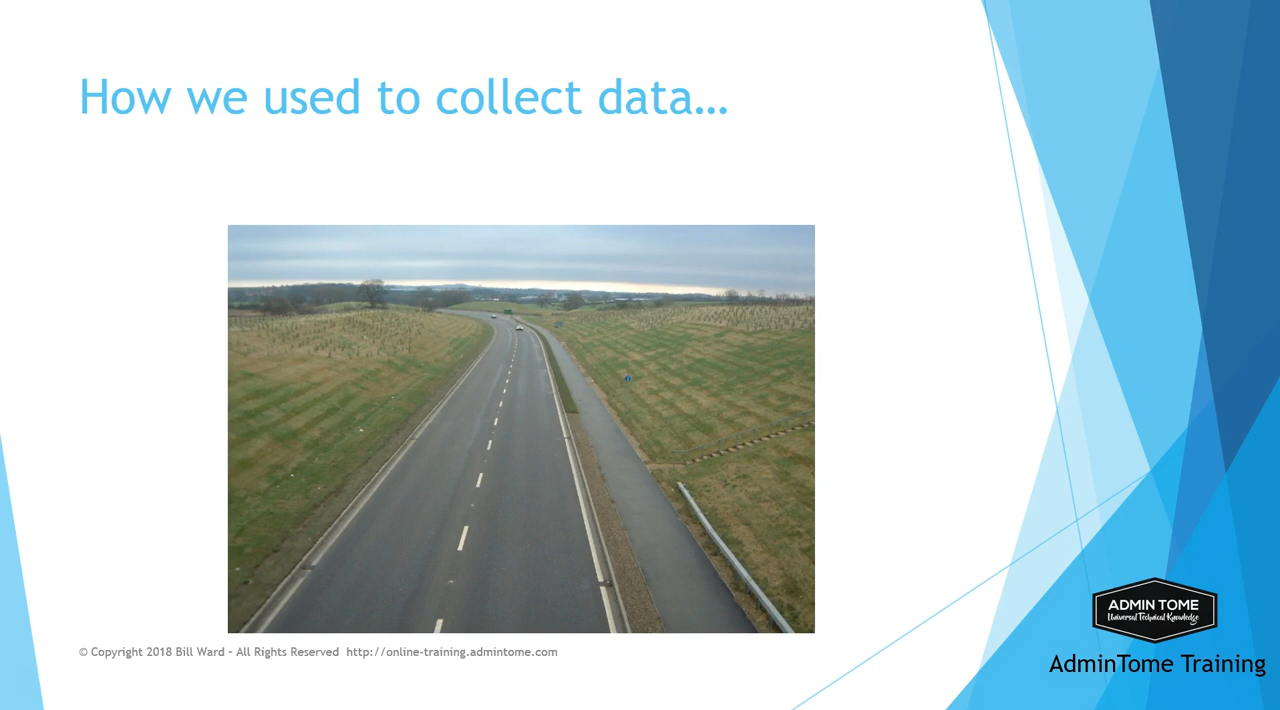 How we used to collect data…
© Copyright 2018 Bill Ward – All Rights Reserved  http://online-training.admintome.com
ADMIN TOME
Universal Technical Knowledge
AdminTome Training